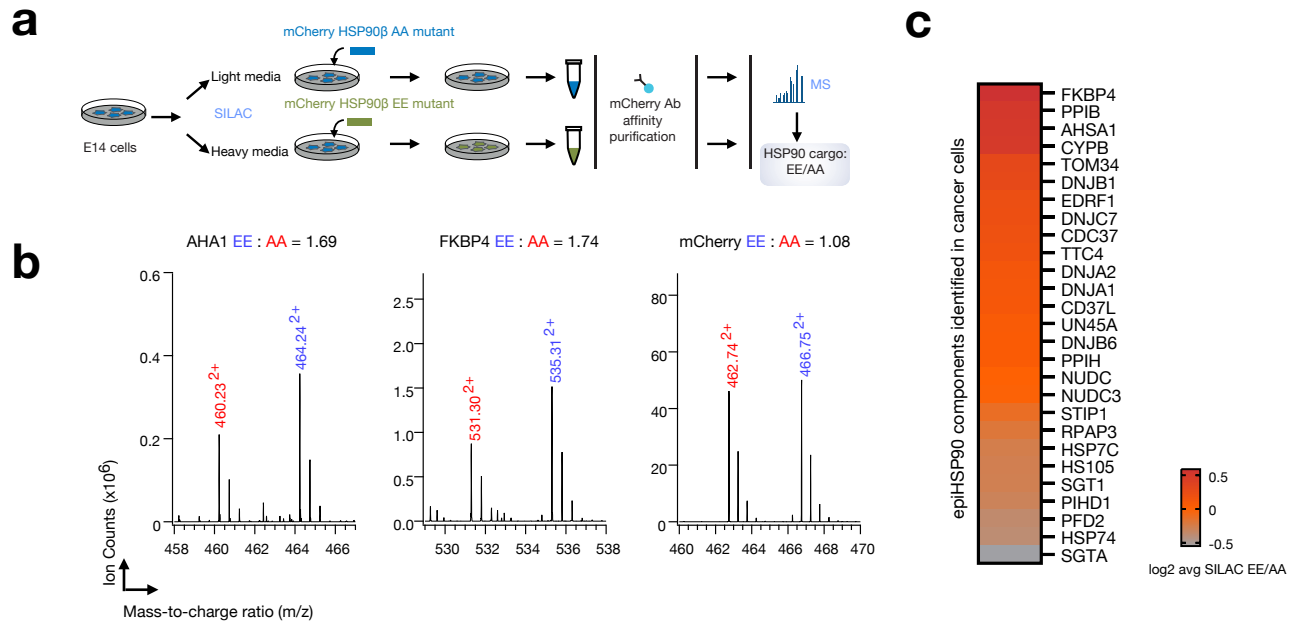 a
mCherry HSP90β AA mutant
Light media
SILAC
mCherry HSP90β EE mutant
Heavy media
E14 cells
mCherry Ab
affinity
purification
MS
HSP90 cargo:
EE/AA
b
AHA1 EE : AA = 1.69
0.6
0.4
0.2
0
460.23 2+
464.24 2+
458 460 462 464 466
FKBP4 EE : AA = 1.74
2.5
2.0
1.5
1.0
0.0
531.30 2+
535.31 2+
530 532 534 536 538
mCherry EE : AA = 1.08
80
60
40
20
0
462.74 2+
466.75 2+
460 462 464 466 468 470
Ion Counts (x10⁶)
Mass-to-charge ratio (m/z)
c
epiHSP90 components identified in cancer cells
FKBP4
PPIB
AHSA1
CYPB
TOM34
DNJB1
EDRF1
DNJC7
CDC37
TTC4
DNJA2
DNJA1
CD37L
UN45A
DNJB6
PPIH
NUDC
NUDC3
STIP1
RPAP3
HSP7C
HS105
SGT1
PIHD1
PFD2
HSP74
SGTA
0.5
0
-0.5
log2 avg SILAC EE/AA